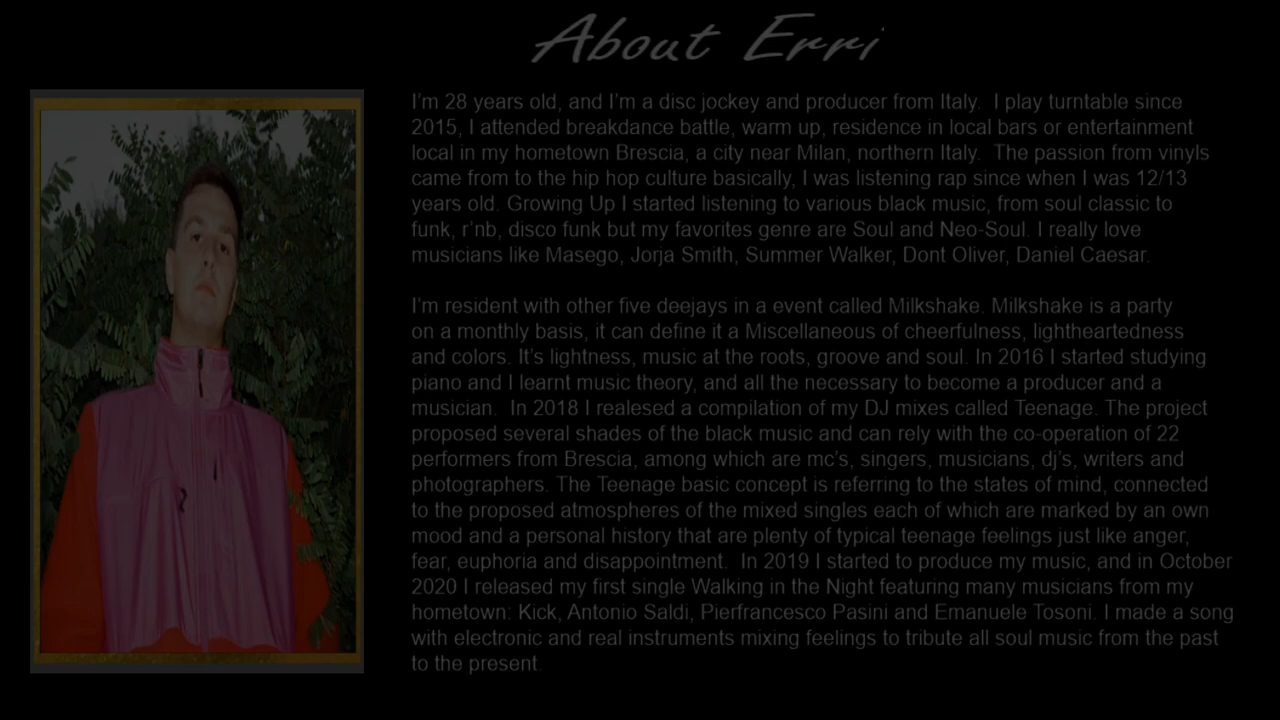 About Erri
I'm 28 years old, and I'm a disc jockey and producer from Italy.  I play turntable since
2015, I attended breakdance battle, warm up, residence in local bars or entertainment
local in my hometown Brescia, a city near Milan, northern Italy.  The passion from vinyls
came from to the hip hop culture basically, I was listening rap since when I was 12/13
years old. Growing Up I started listening to various black music, from soul classic to
funk, r'nb, disco funk but my favorites genre are Soul and Neo-Soul. I really love
musicians like Masego, Jorja Smith, Summer Walker, Dont Oliver, Daniel Caesar.
I'm resident with other five deejays in a event called Milkshake. Milkshake is a party
on a monthly basis, it can define it a Miscellaneous of cheerfulness, lightheartedness
and colors. It's lightness, music at the roots, groove and soul. In 2016 I started studying
piano and I learnt music theory, and all the necessary to become a producer and a
musician.  In 2018 I realesed a compilation of my DJ mixes called Teenage. The project
proposed several shades of the black music and can rely with the co-operation of 22
performers from Brescia, among which are mc's, singers, musicians, dj's, writers and
photographers. The Teenage basic concept is referring to the states of mind, connected
to the proposed atmospheres of the mixed singles each of which are marked by an own
mood and a personal history that are plenty of typical teenage feelings just like anger,
fear, euphoria and disappointment.  In 2019 I started to produce my music, and in October
2020 I released my first single Walking in the Night featuring many musicians from my
hometown: Kick, Antonio Saldi, Pierfrancesco Pasini and Emanuele Tosoni. I made a song
with electronic and real instruments mixing feelings to tribute all soul music from the past
to the present.